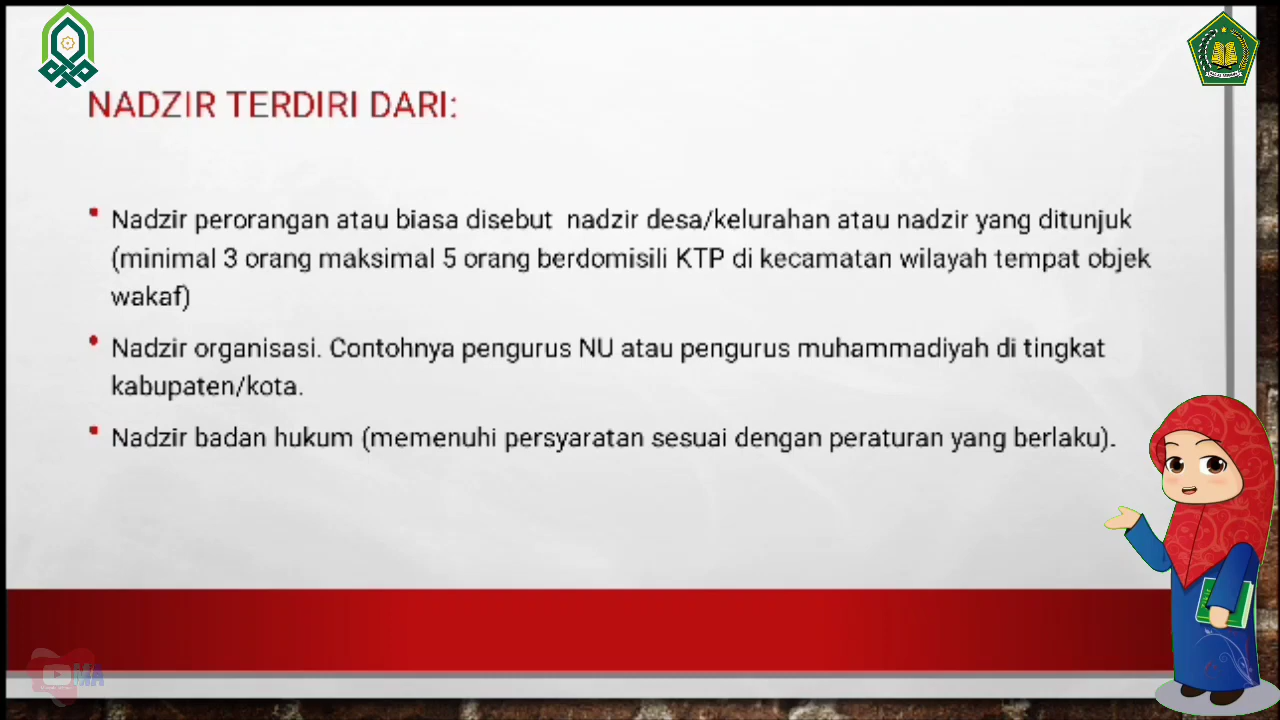 NADZIR TERDIRI DARI:
Nadzir perorangan atau biasa disebut nadzir desa/kelurahan atau nadzir yang ditunjuk
(minimal 3 orang maksimal 5 orang berdomisili KTP di kecamatan wilayah tempat objek
wakaf)
Nadzir organisasi. Contohnya pengurus NU atau pengurus muhammadiyah di tingkat
kabupaten/kota.
Nadzir badan hukum (memenuhi persyaratan sesuai dengan peraturan yang berlaku).